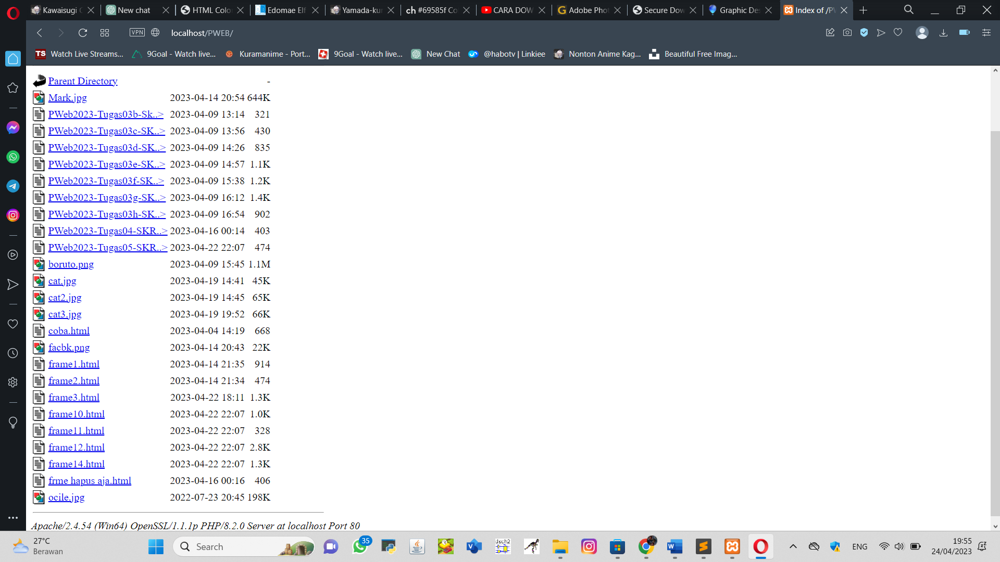 Kawaisugi C
New chat
HTML Colo
Edomae Elf
Yamada-kun
ch #69585f Co
CARA DOW
Adobe Phot
Secure Dow
Graphic Des
Index of /PW
VPN
localhost/PWEB/
TS Watch Live Streams...
9Goal - Watch live...
Kuramanime - Port...
9Goal - Watch live...
New Chat
@habotv | Linkiee
Nonton Anime Kag...
Beautiful Free Imag...
Parent Directory -
Mark.jpg 2023-04-14 20:54 644K
PWeb2023-Tugas03b-Sk..> 2023-04-09 13:14 321
PWeb2023-Tugas03c-SK..> 2023-04-09 13:56 430
PWeb2023-Tugas03d-SK..> 2023-04-09 14:26 835
PWeb2023-Tugas03e-SK..> 2023-04-09 14:57 1.1K
PWeb2023-Tugas03f-SK..> 2023-04-09 15:38 1.2K
PWeb2023-Tugas03g-SK..> 2023-04-09 16:12 1.4K
PWeb2023-Tugas03h-SK..> 2023-04-09 16:54 902
PWeb2023-Tugas04-SKR..> 2023-04-16 00:14 403
PWeb2023-Tugas05-SKR..> 2023-04-22 22:07 474
boruto.png 2023-04-09 15:45 1.1M
cat.jpg 2023-04-19 14:41 45K
cat2.jpg 2023-04-19 14:45 65K
cat3.jpg 2023-04-19 19:52 66K
coba.html 2023-04-04 14:19 668
facbk.png 2023-04-14 20:43 22K
frame1.html 2023-04-14 21:35 914
frame2.html 2023-04-14 21:34 474
frame3.html 2023-04-22 18:11 1.3K
frame10.html 2023-04-22 22:07 1.0K
frame11.html 2023-04-22 22:07 328
frame12.html 2023-04-22 22:07 2.8K
frame14.html 2023-04-22 22:07 1.3K
frme hapus aja.html 2023-04-16 00:16 406
ocile.jpg 2022-07-23 20:45 198K
Apache/2.4.54 (Win64) OpenSSL/1.1.1p PHP/8.2.0 Server at localhost Port 80
27°C
Berawan
Search
35
dsch2
ENG
19:55
24/04/2023